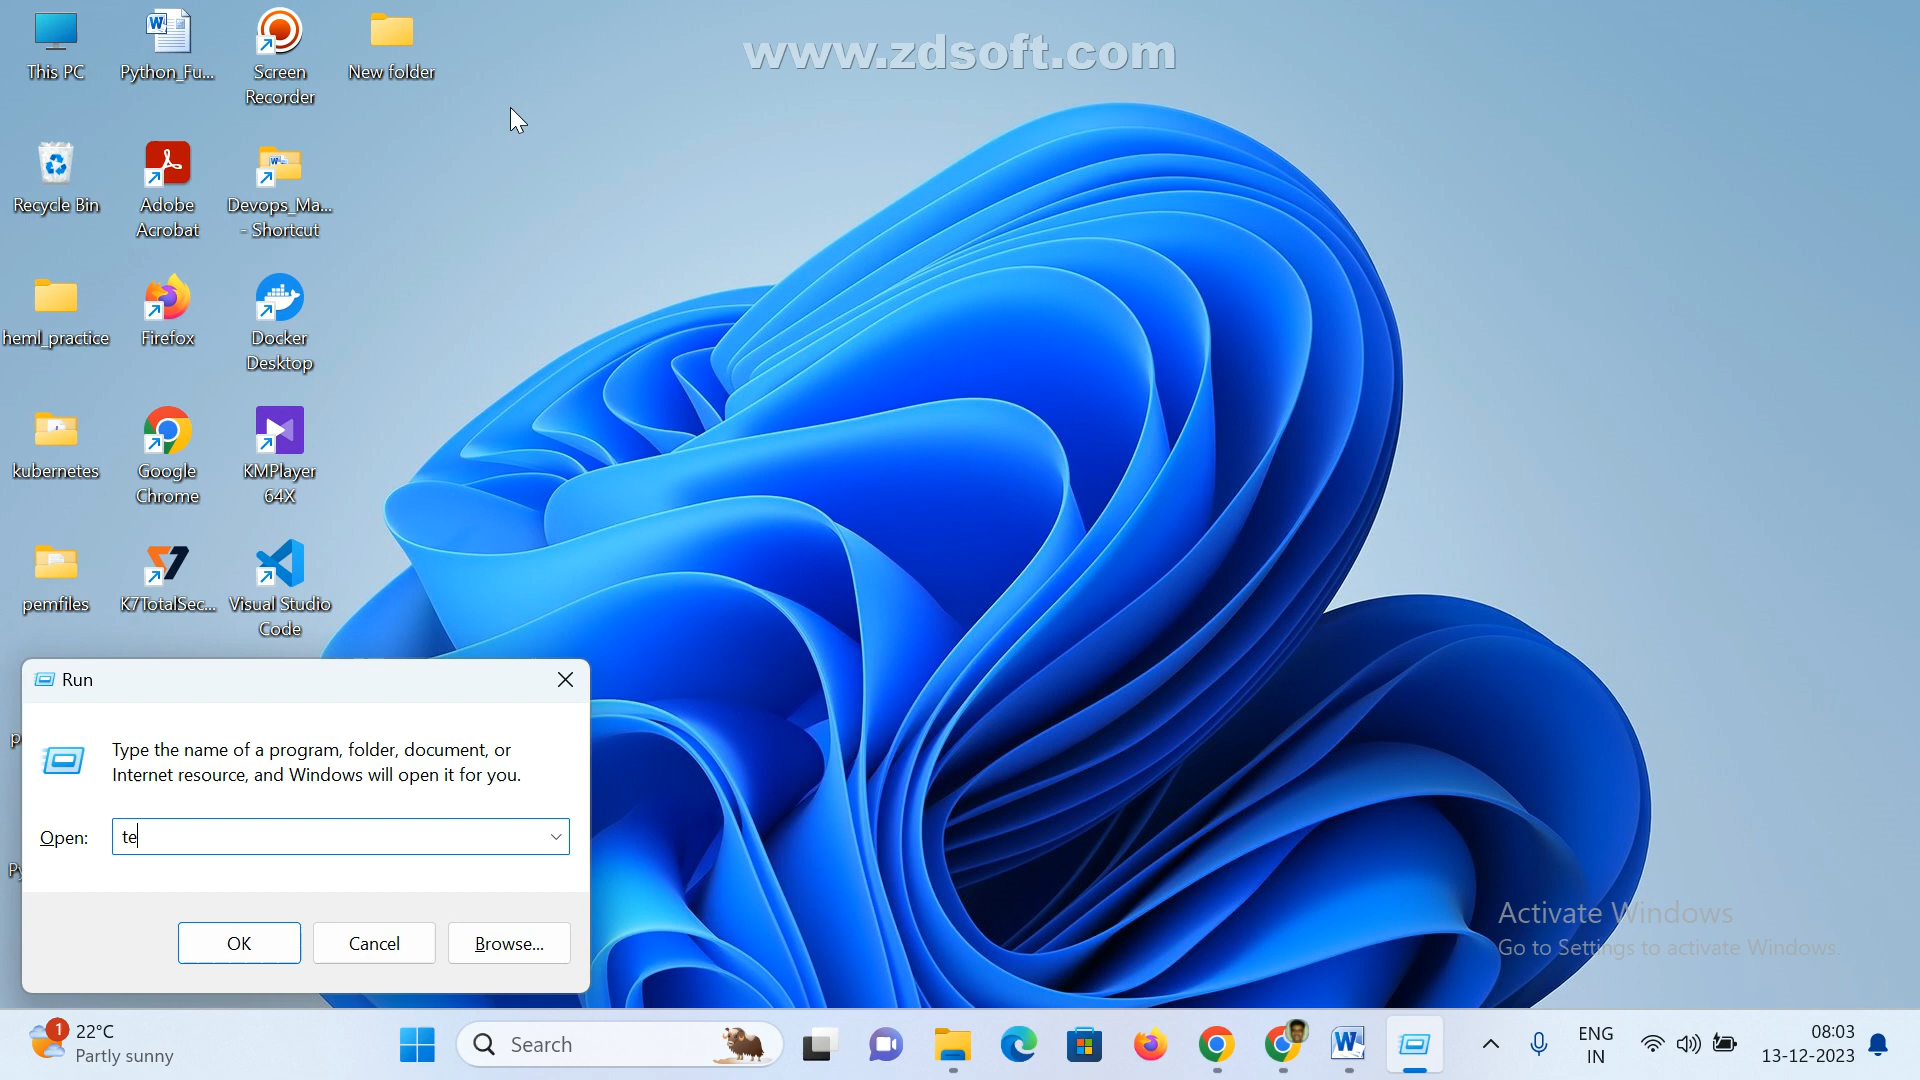 www.zdsoft.com
This PC
Python_Fu...
Screen
Recorder
New folder
Recycle Bin
Adobe
Acrobat
Devops_Ma...
- Shortcut
heml_practice
Firefox
Docker
Desktop
kubernetes
Google
Chrome
KMPlayer
64X
pemfiles
K7TotalSec...
Visual Studio
Code
Run
Type the name of a program, folder, document, or
Internet resource, and Windows will open it for you.
Open:
te
OK
Cancel
Browse...
Activate Windows
Go to Settings to activate Windows.
1
22°C
Partly sunny
Search
ENG
IN
08:03
13-12-2023